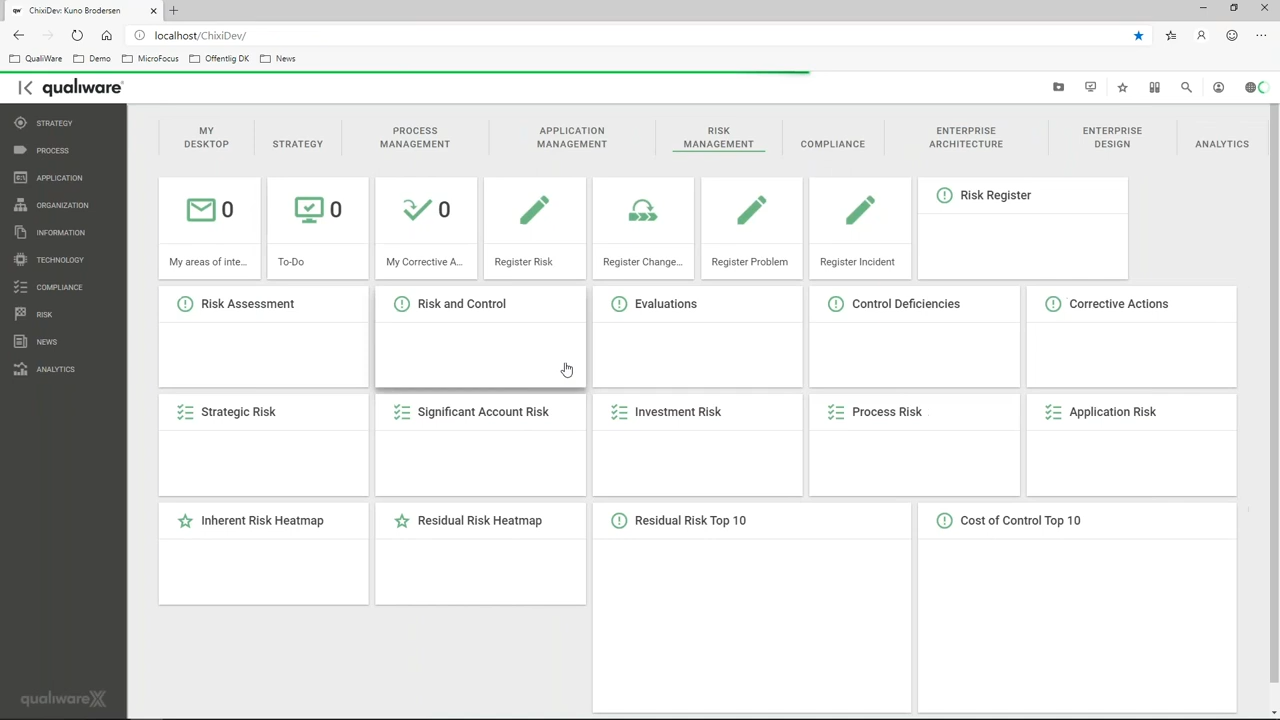 ChixiDev: Kuno Brodersen
localhost/ChixiDev/
QualiWare
Demo
MicroFocus
Offentlig DK
News
qualiware
STRATEGY
PROCESS
APPLICATION
ORGANIZATION
INFORMATION
TECHNOLOGY
COMPLIANCE
RISK
NEWS
ANALYTICS
qualiwareX
MY
DESKTOP
STRATEGY
PROCESS
MANAGEMENT
APPLICATION
MANAGEMENT
RISK
MANAGEMENT
COMPLIANCE
ENTERPRISE
ARCHITECTURE
ENTERPRISE
DESIGN
ANALYTICS
0
My areas of inte...
0
To-Do
0
My Corrective A...
Register Risk
Register Change...
Register Problem
Register Incident
Risk Register
Risk Assessment
Risk and Control
Evaluations
Control Deficiencies
Corrective Actions
Strategic Risk
Significant Account Risk
Investment Risk
Process Risk
Application Risk
Inherent Risk Heatmap
Residual Risk Heatmap
Residual Risk Top 10
Cost of Control Top 10